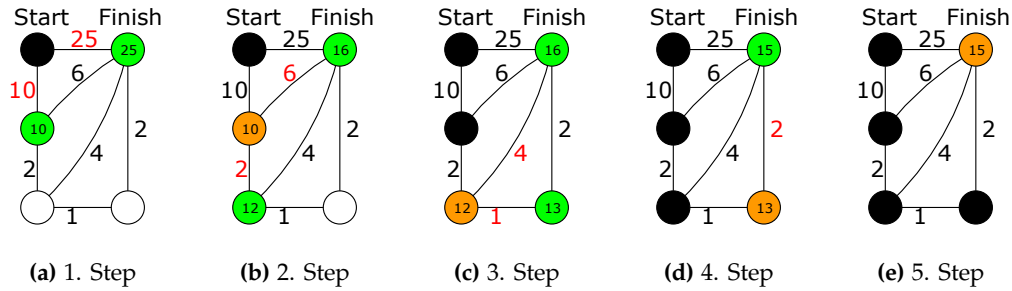 Start Finish Start Finish Start Finish Start Finish Start Finish
25 25 25 25 25
25 16 16 15 15
6 6 6 6 6
10 10 10 10 10
10 10
2 2 2 2 2
2 4 2 4 2 4 2 4 2 4
12 12 13 13
1 1 1 1 1
(a) 1. Step (b) 2. Step (c) 3. Step (d) 4. Step (e) 5. Step